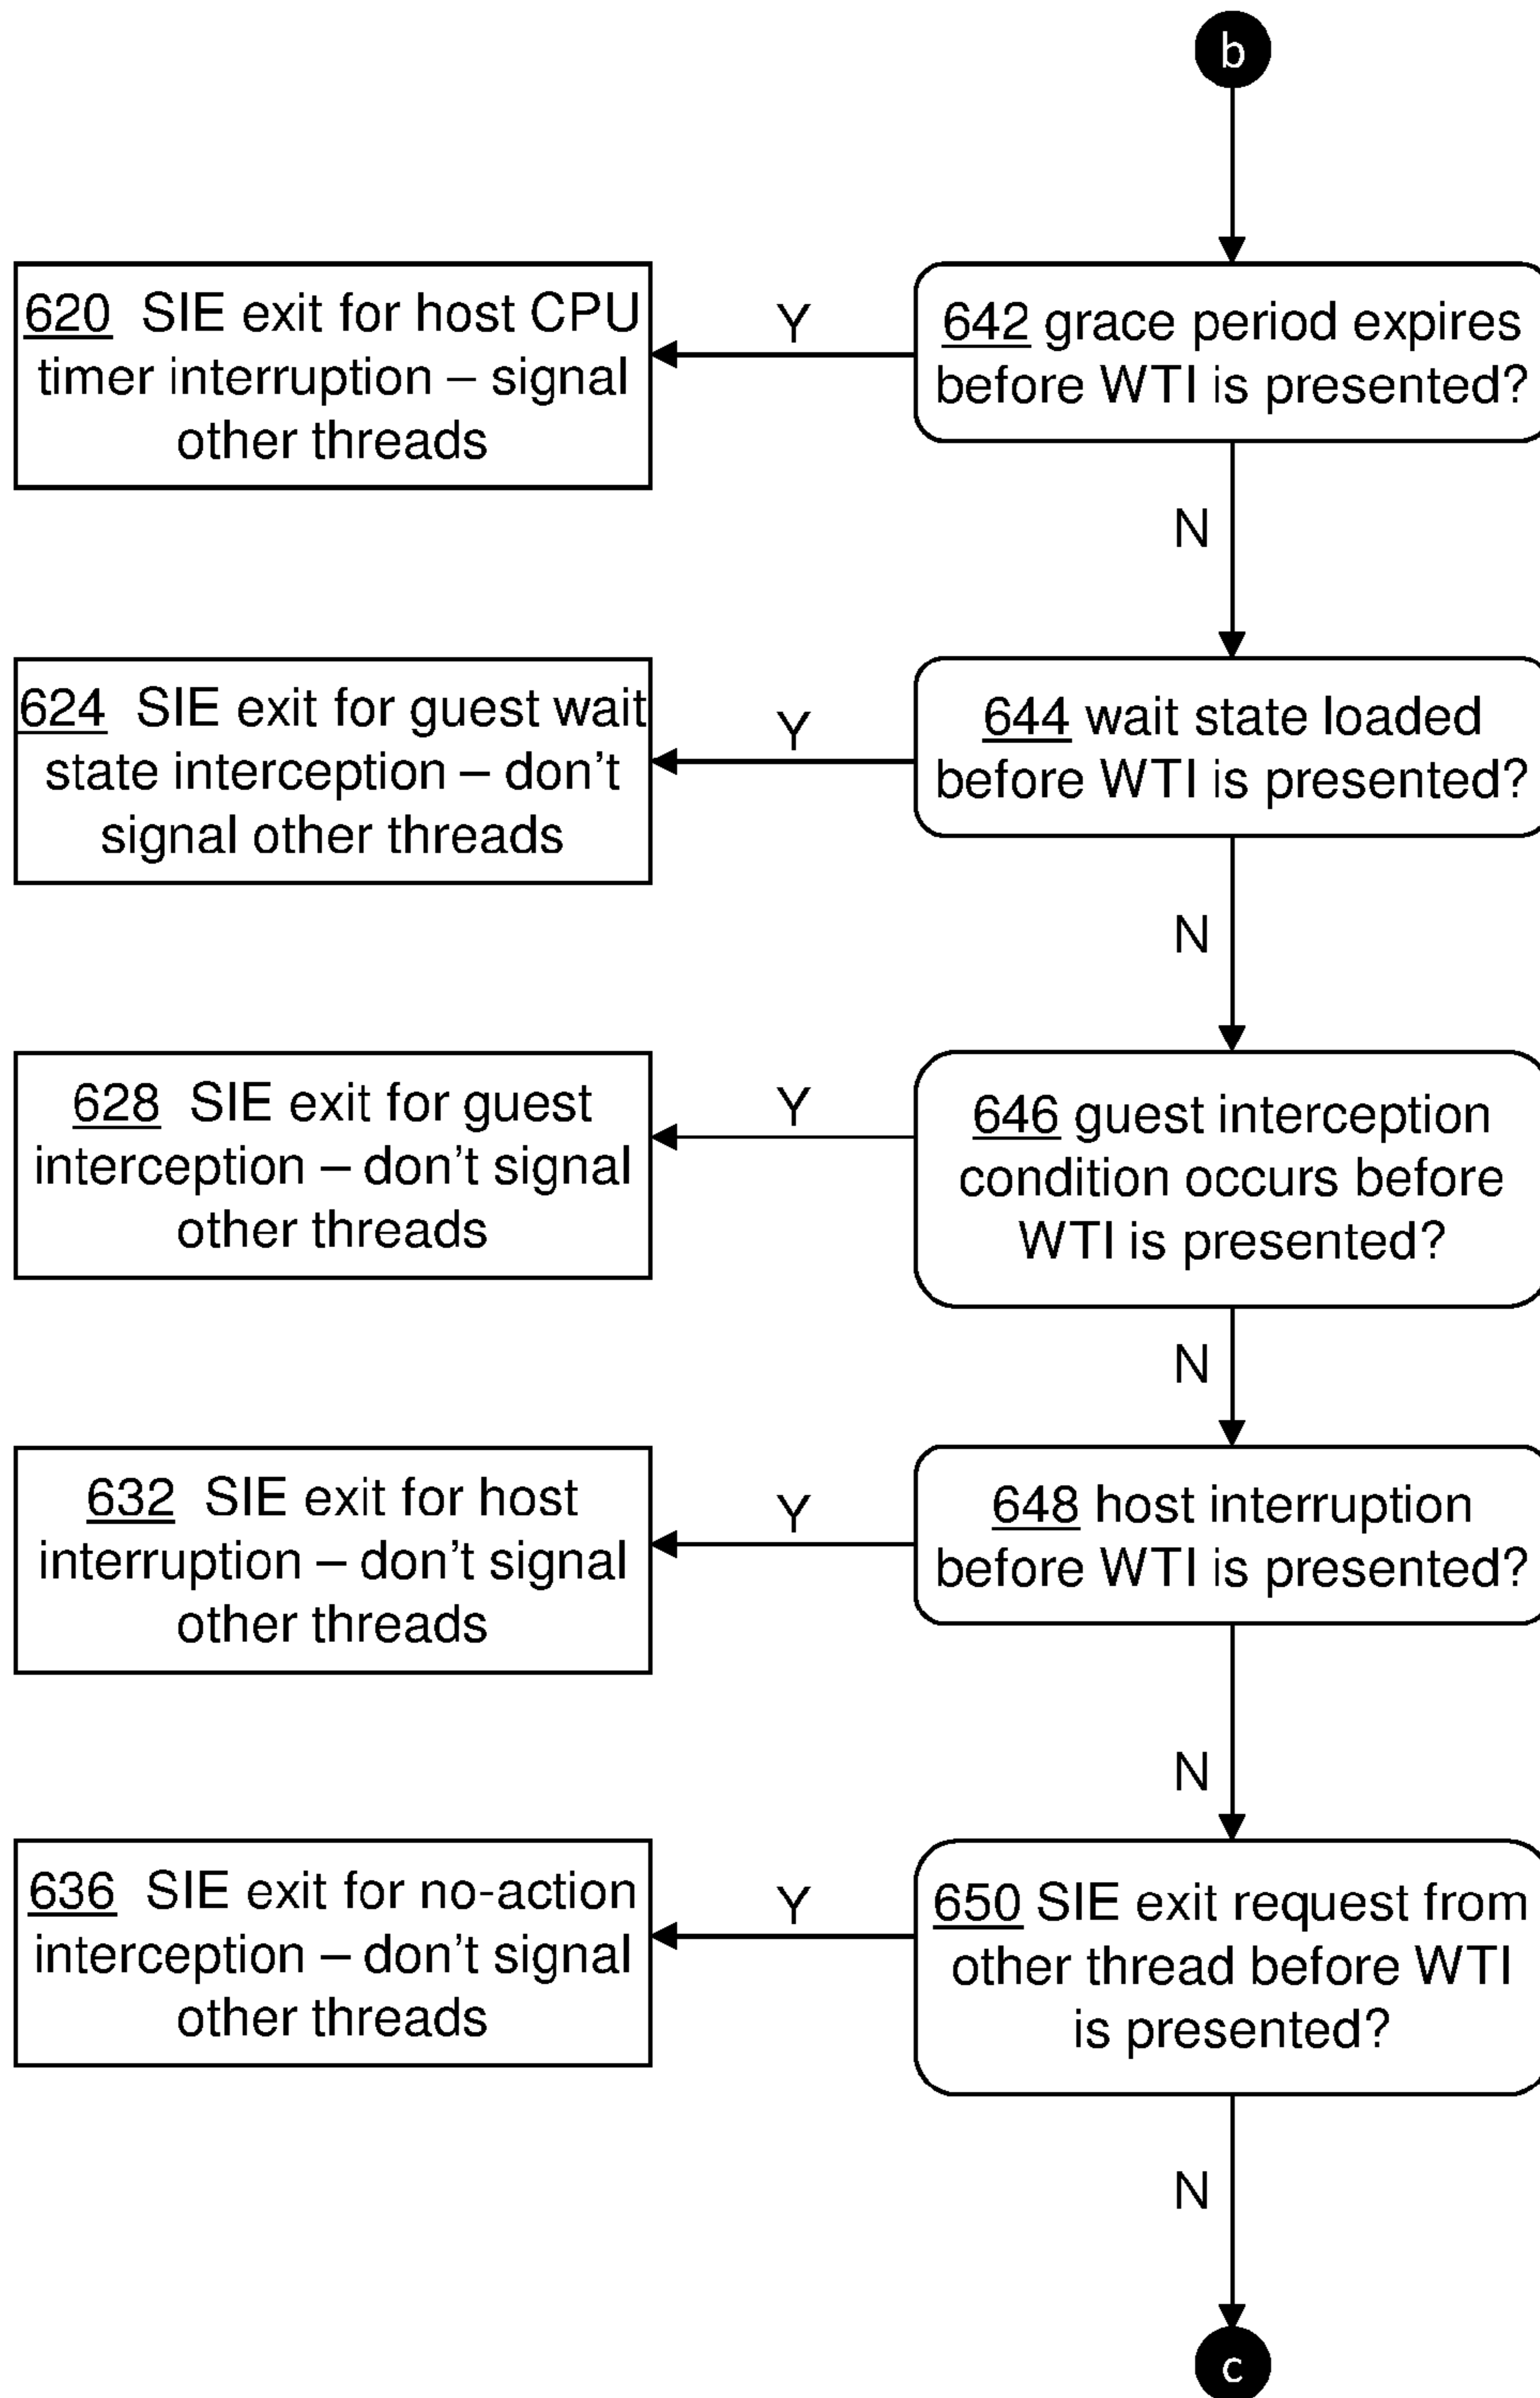 b
620 SIE exit for host CPU
timer interruption – signal
other threads
Y
642 grace period expires
before WTI is presented?
N
624 SIE exit for guest wait
state interception – don't
signal other threads
Y
644 wait state loaded
before WTI is presented?
N
628 SIE exit for guest
interception – don't signal
other threads
Y
646 guest interception
condition occurs before
WTI is presented?
N
632 SIE exit for host
interruption – don't signal
other threads
Y
648 host interruption
before WTI is presented?
N
636 SIE exit for no-action
interception – don't signal
other threads
Y
650 SIE exit request from
other thread before WTI
is presented?
N
c